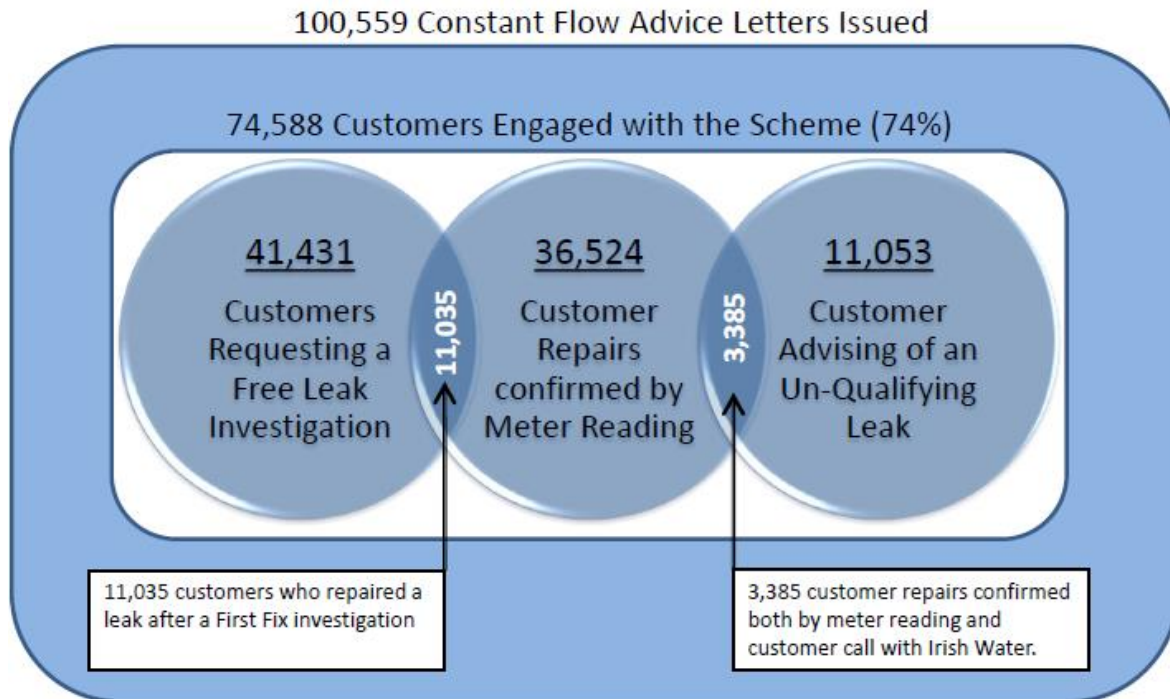 100,559 Constant Flow Advice Letters Issued
74,588 Customers Engaged with the Scheme (74%)
41,431
Customers
Requesting a
Free Leak
Investigation
11,035
36,524
Customer
Repairs
confirmed by
Meter Reading
3,385
11,053
Customer
Advising of an
Un-Qualifying
Leak
11,035 customers who repaired a
leak after a First Fix investigation
3,385 customer repairs confirmed
both by meter reading and
customer call with Irish Water.